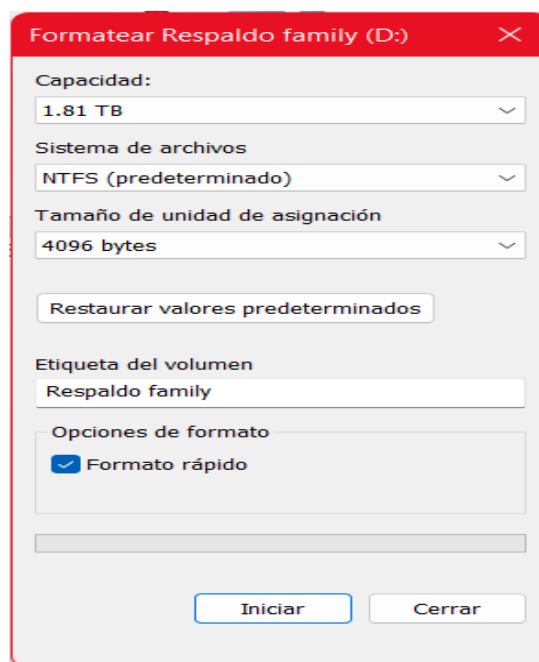 Formatear Respaldo family (D:)
Capacidad:
1.81 TB
Sistema de archivos
NTFS (predeterminado)
Tamaño de unidad de asignación
4096 bytes
Restaurar valores predeterminados
Etiqueta del volumen
Respaldo family
Opciones de formato
Formato rápido
Iniciar
Cerrar